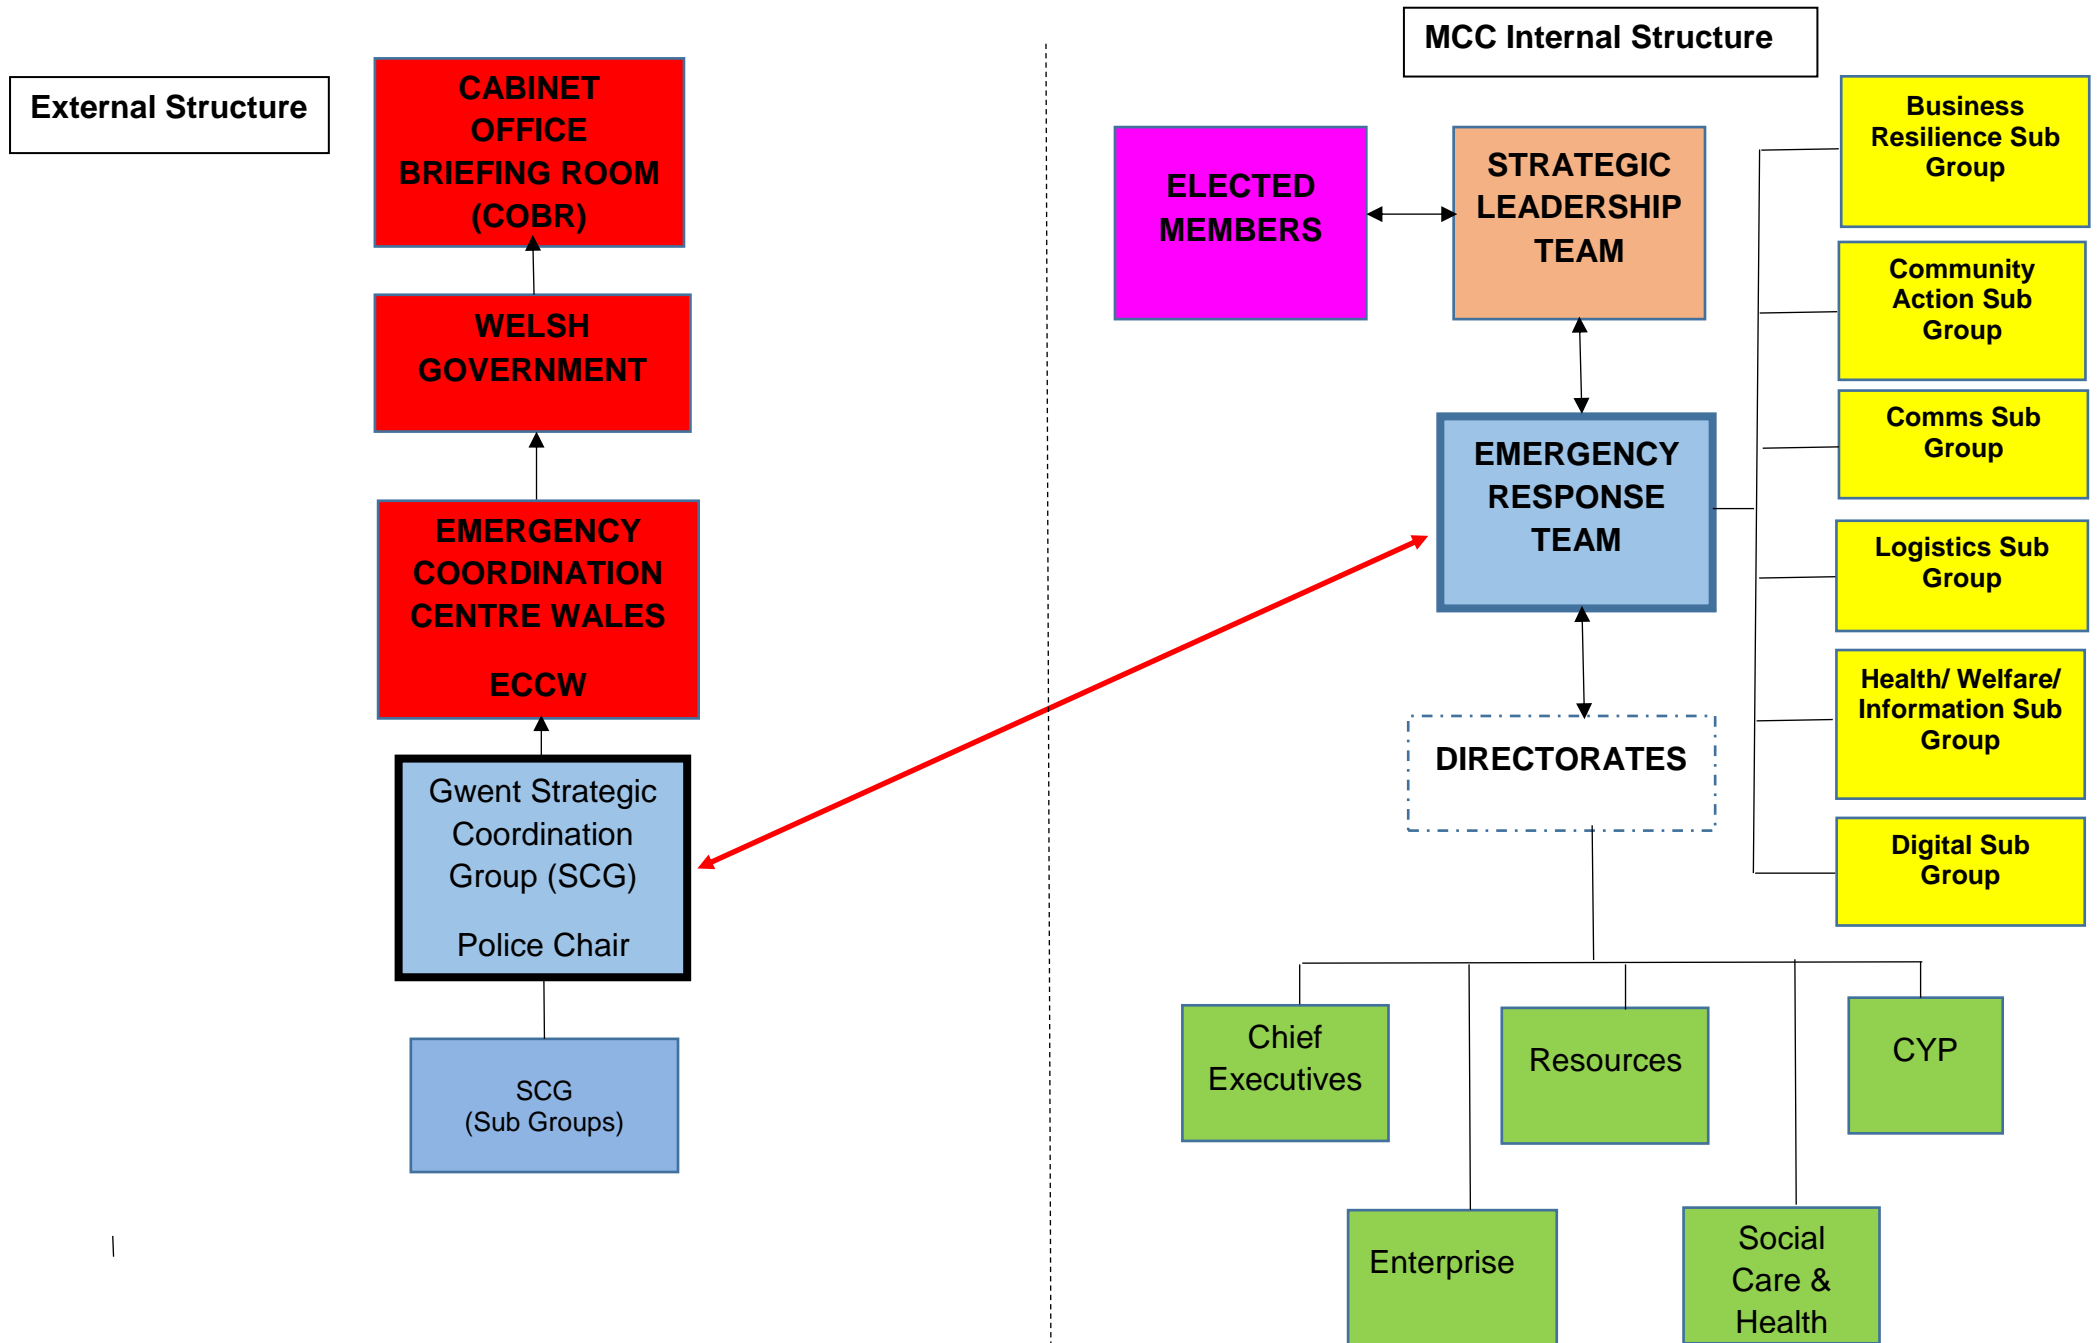 External Structure
CABINET
OFFICE
BRIEFING ROOM
(COBR)
WELSH
GOVERNMENT
EMERGENCY
COORDINATION
CENTRE WALES
ECCW
Gwent Strategic
Coordination
Group (SCG)
Police Chair
SCG
(Sub Groups)
MCC Internal Structure
ELECTED
MEMBERS
STRATEGIC
LEADERSHIP
TEAM
EMERGENCY
RESPONSE
TEAM
DIRECTORATES
Business
Resilience Sub
Group
Community
Action Sub
Group
Comms Sub
Group
Logistics Sub
Group
Health/ Welfare/
Information Sub
Group
Digital Sub
Group
Chief
Executives
Resources
CYP
Enterprise
Social
Care &
Health